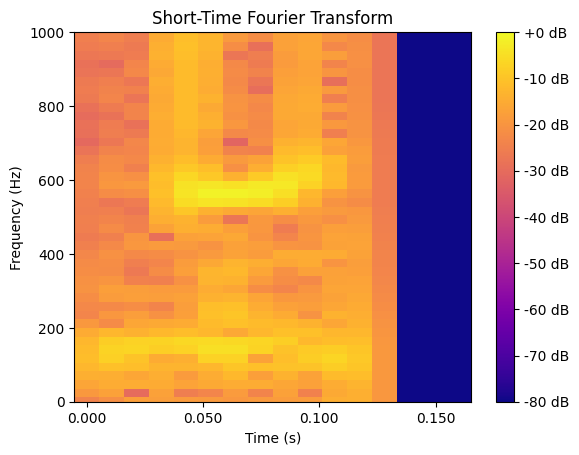 Short-Time Fourier Transform
1000
800
600
400
200
0
Frequency (Hz)
0.000
0.050
0.100
0.150
Time (s)
+0 dB
-10 dB
-20 dB
-30 dB
-40 dB
-50 dB
-60 dB
-70 dB
-80 dB